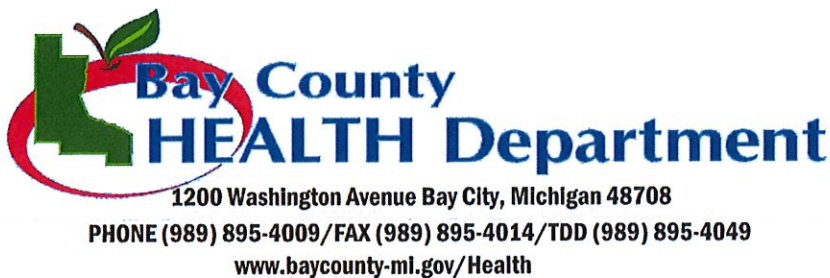 Bay County
HEALTH Department
1200 Washington Avenue Bay City, Michigan 48708
PHONE (989) 895-4009/FAX (989) 895-4014/TDD (989) 895-4049
www.baycounty-mi.gov/Health